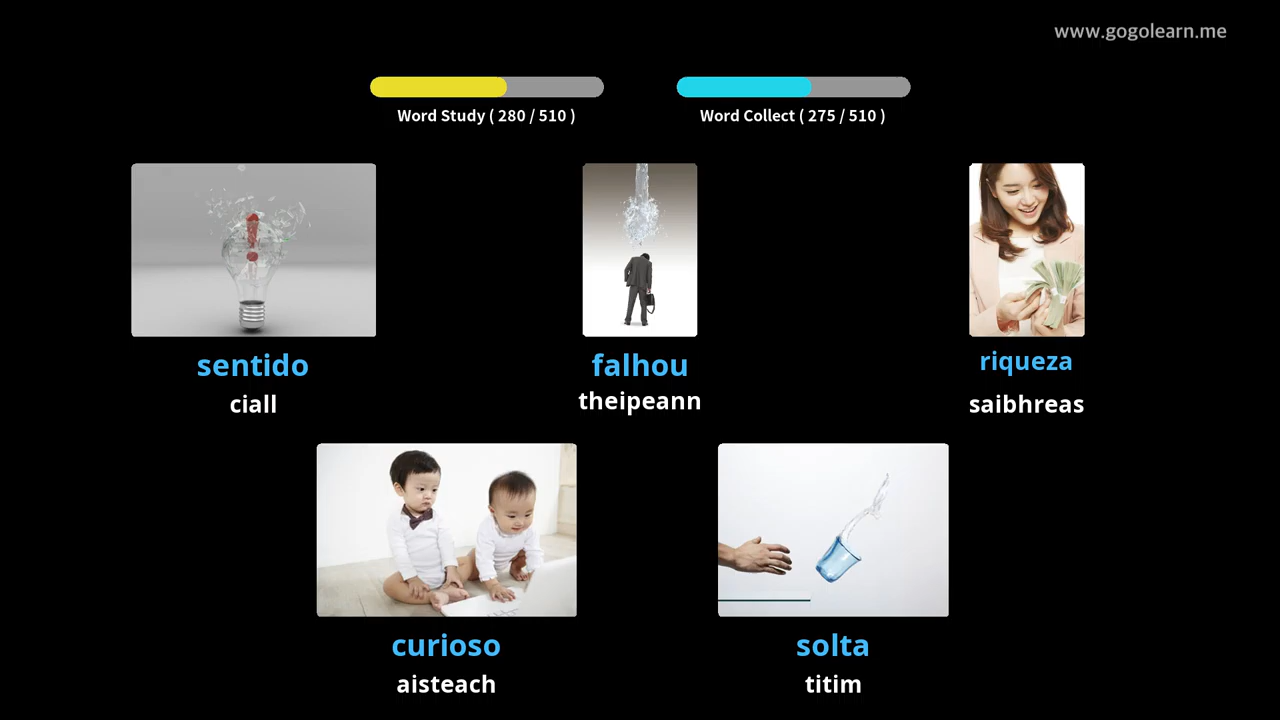 www.gogolearn.me
Word Study ( 280 / 510 )
Word Collect ( 275 / 510 )
sentido
ciall
falhou
theipeann
riqueza
saibhreas
curioso
aisteach
solta
titim